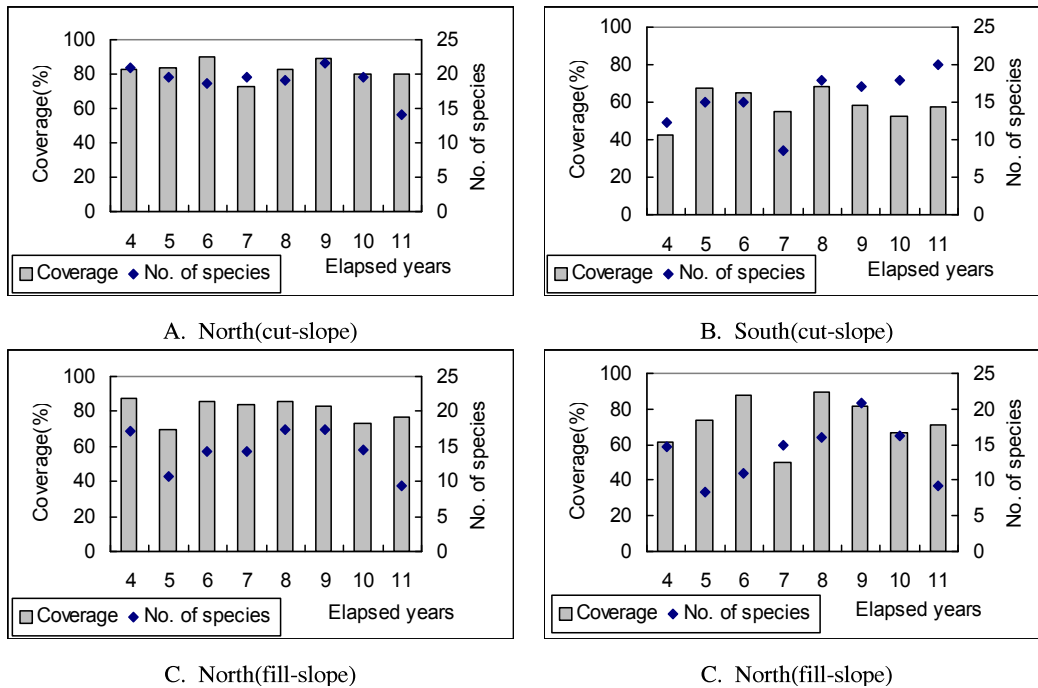 Coverage(%)
100
80
60
40
20
0
25
20
15
10
5
0
No. of species
4 5 6 7 8 9 10 11
Coverage No. of species
Elapsed years
A. North(cut-slope)
Coverage(%)
100
80
60
40
20
0
25
20
15
10
5
0
No. of species
4 5 6 7 8 9 10 11
Coverage No. of species
Elapsed years
B. South(cut-slope)
Coverage(%)
100
80
60
40
20
0
25
20
15
10
5
0
No. of species
4 5 6 7 8 9 10 11
Coverage No. of species
Elapsed years
C. North(fill-slope)
Coverage(%)
100
80
60
40
20
0
25
20
15
10
5
0
No. of species
4 5 6 7 8 9 10 11
Coverage No. of species
Elapsed years
C. North(fill-slope)